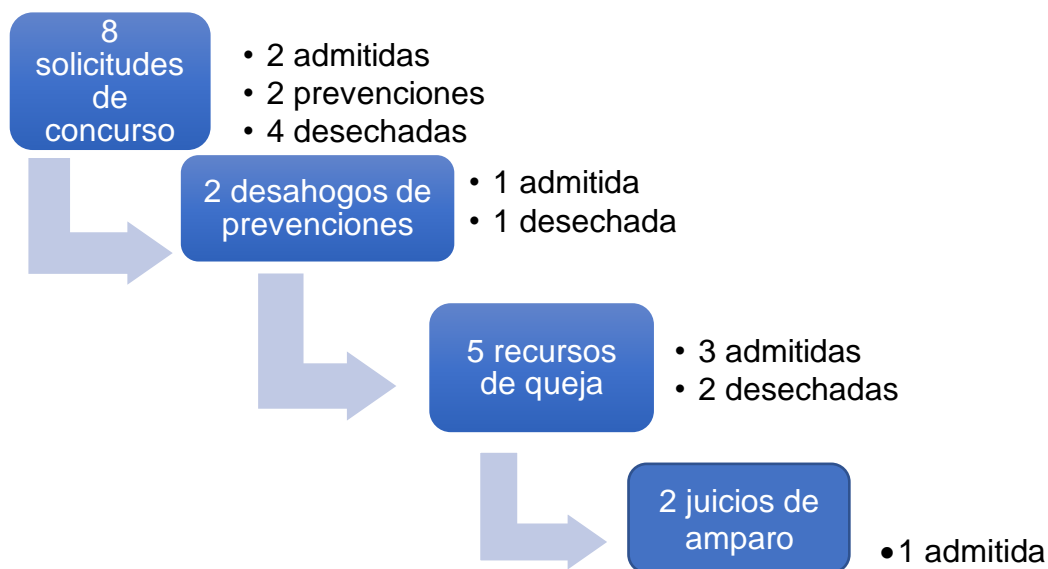 8
solicitudes
de
concurso
• 2 admitidas
• 2 prevenciones
• 4 desechadas
2 desahogos de
prevenciones
• 1 admitida
• 1 desechada
5 recursos
de queja
• 3 admitidas
• 2 desechadas
2 juicios de
amparo
• 1 admitida